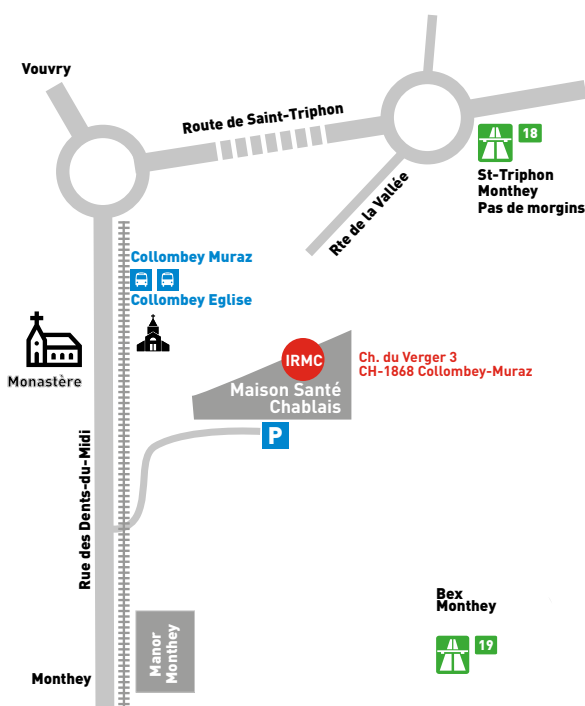 Vouvry
Route de Saint-Triphon
18
St-Triphon
Monthey
Pas de morgins
Rte de la Vallée
Collombey Muraz
Collombey Eglise
Monastère
IRMC
Ch. du Verger 3
CH-1868 Collombey-Muraz
Maison Santé
Chablais
P
Rue des Dents-du-Midi
Bex
Monthey
19
Manor
Monthey
Monthey